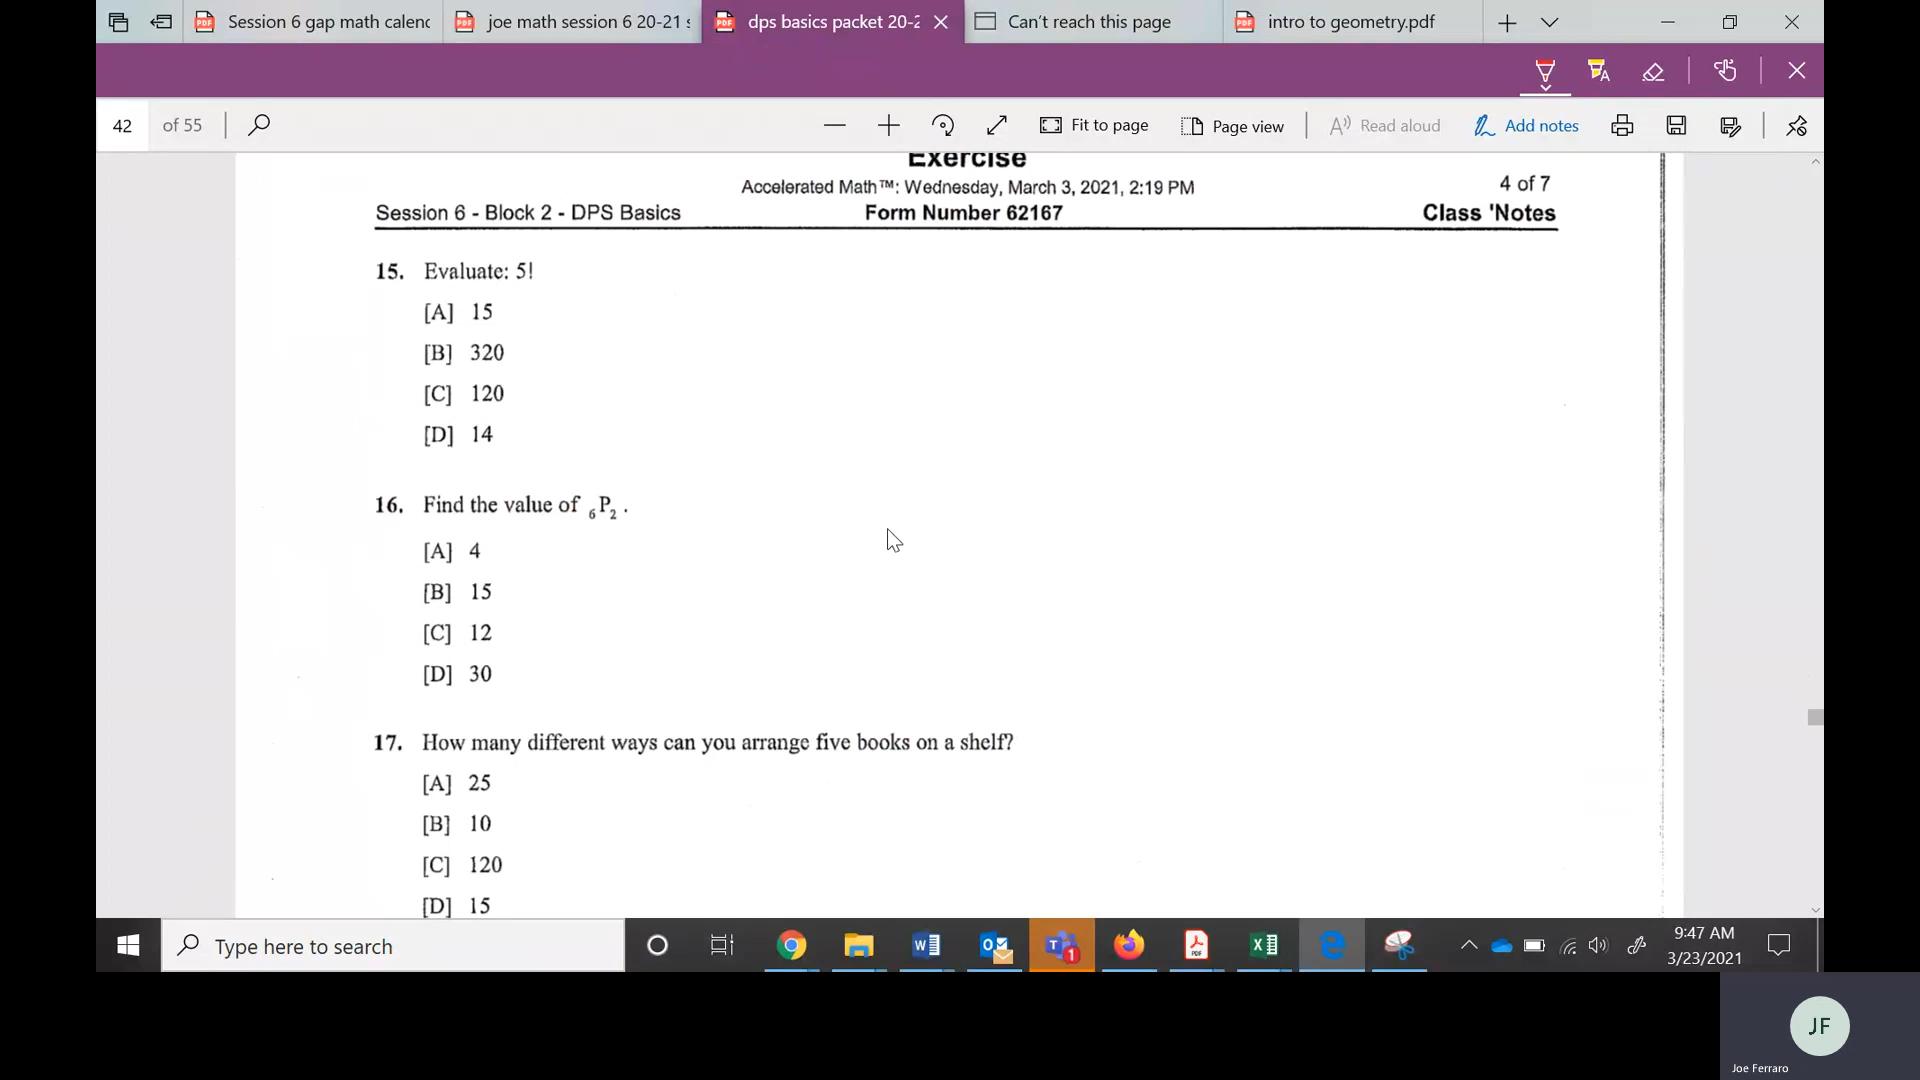 Session 6 gap math calenc
joe math session 6 20-21 s
dps basics packet 20-2
Can't reach this page
intro to geometry.pdf
42 of 55
Fit to page
Page view
Read aloud
Add notes
Exercise
Accelerated Math™: Wednesday, March 3, 2021, 2:19 PM
4 of 7
Session 6 - Block 2 - DPS Basics
Form Number 62167
Class 'Notes
15. Evaluate: 5!
[A] 15
[B] 320
[C] 120
[D] 14
16. Find the value of ₆P₂ .
[A] 4
[B] 15
[C] 12
[D] 30
17. How many different ways can you arrange five books on a shelf?
[A] 25
[B] 10
[C] 120
[D] 15
Type here to search
9:47 AM
3/23/2021
JF
Joe Ferraro